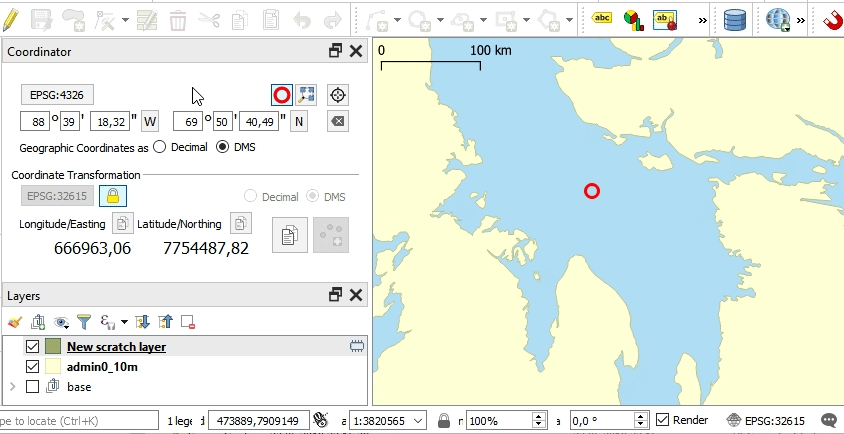 abc
ab
»
»
Coordinator
0
100 km
EPSG:4326
88 ° 39 ' 18,32 " W 69 ° 50 ' 40,49 " N
Geographic Coordinates as Decimal DMS
Coordinate Transformation
EPSG:32615 Decimal DMS
Longitude/Easting Latitude/Northing
666963,06 7754487,82
Layers
New scratch layer
admin0_10m
base
pe to locate (Ctrl+K) 1 lege 473889,7909149 a 1:3820565 n 100% a 0,0 ° Render EPSG:32615